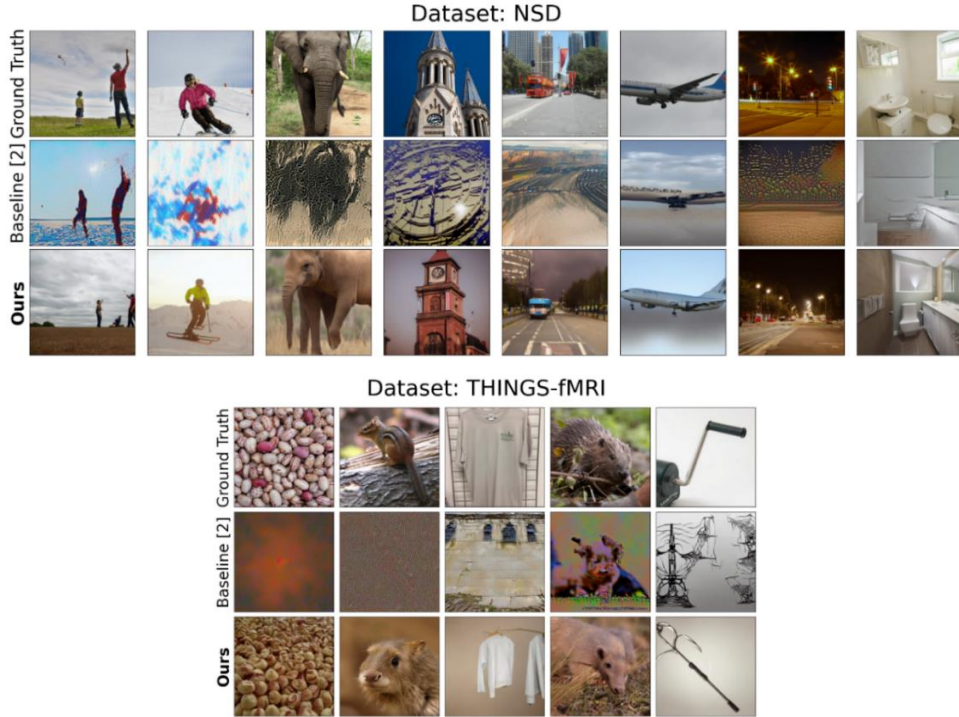 Dataset: NSD
Ground Truth
Baseline [2]
Ours
Dataset: THINGS-fMRI
Ground Truth
Baseline [2]
Ours